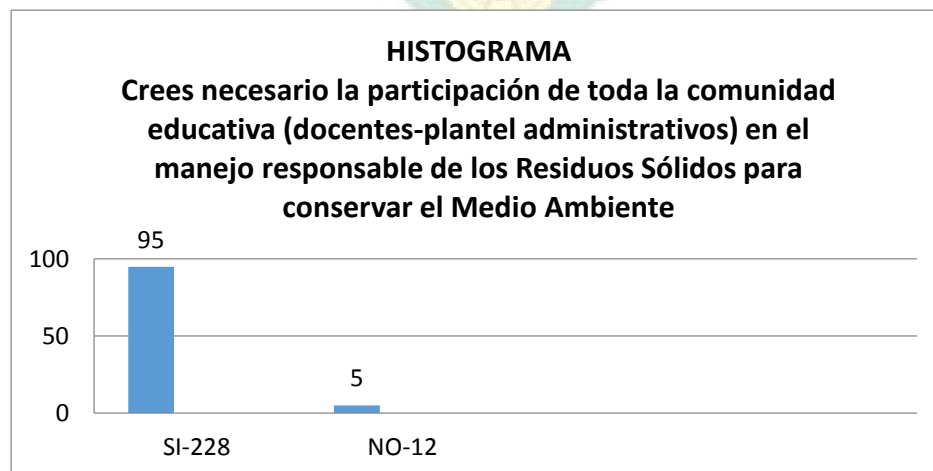 HISTOGRAMA
Crees necesario la participación de toda la comunidad
educativa (docentes-plantel administrativos) en el
manejo responsable de los Residuos Sólidos para
conservar el Medio Ambiente
95
100
50
5
0
SI-228 NO-12